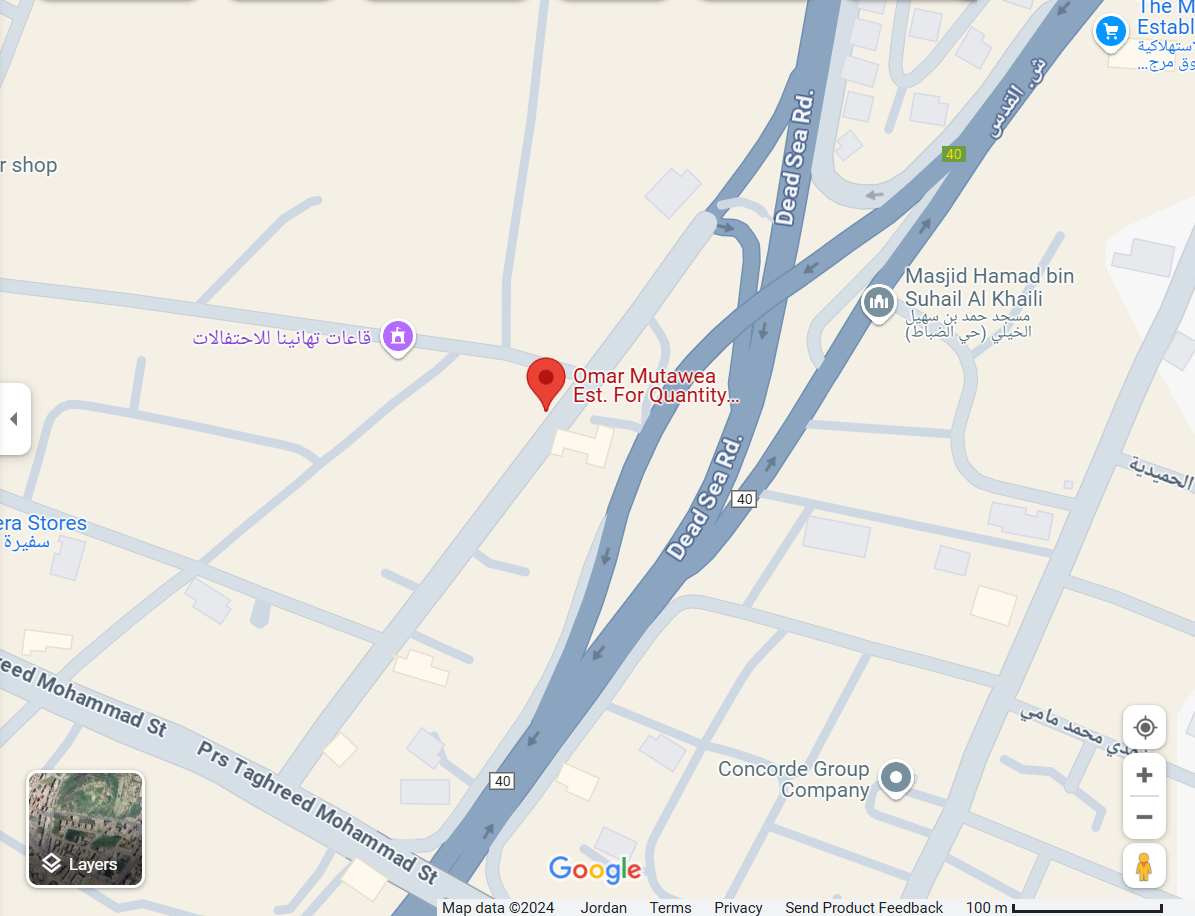 The M
Establ
ستهلاكية
وق مرج...
ش. القدس
Dead Sea Rd.
40
r shop
Masjid Hamad bin
Suhail Al Khaili
مسجد حمد بن سهيل
الخيلي (حي الضباط)
قاعات تهانينا للاحتفالات
Omar Mutawea
Est. For Quantity...
الحميدية
Dead Sea Rd.
40
era Stores
سفيرة
eed Mohammad St
Prs Taghreed Mohammad St
دي محمد مامي
40
Concorde Group
Company
Layers
Google
Map data ©2024 Jordan Terms Privacy Send Product Feedback 100 m